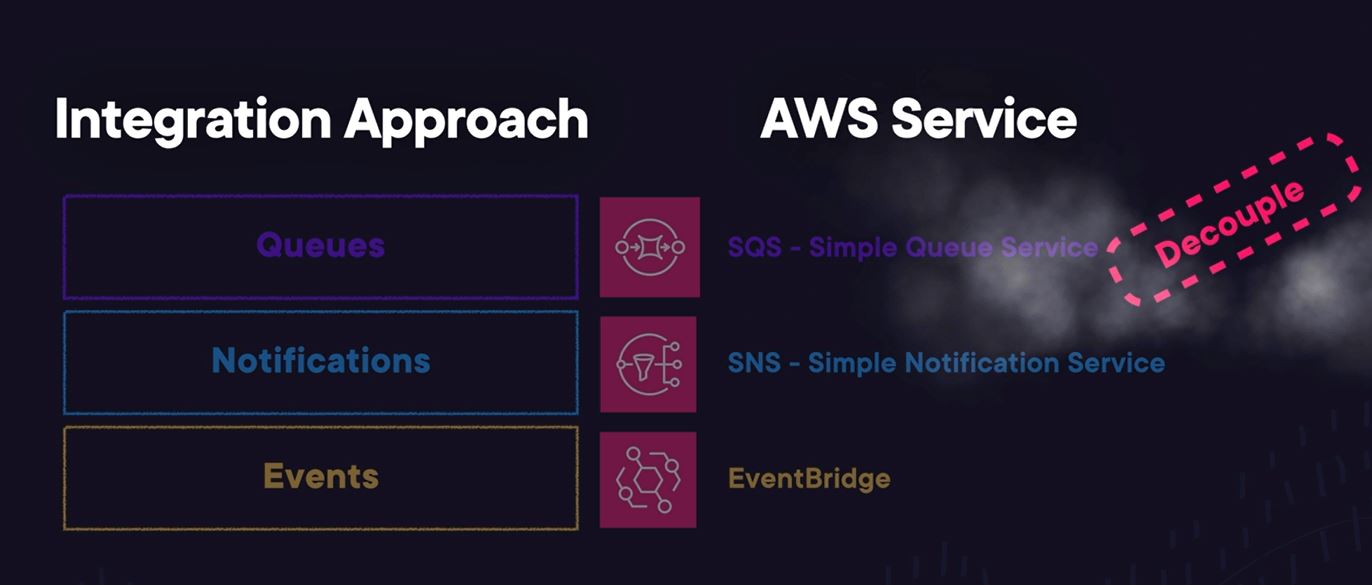 Integration Approach
AWS Service
Decouple
Queues
SQS - Simple Queue Service
Notifications
SNS - Simple Notification Service
Events
EventBridge